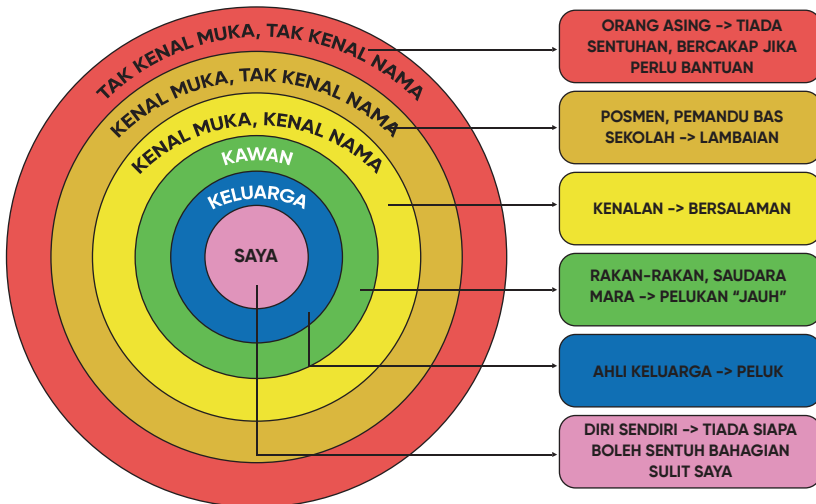 TAK KENAL MUKA, TAK KENAL NAMA
KENAL MUKA, TAK KENAL NAMA
KENAL MUKA, KENAL NAMA
KAWAN
KELUARGA
SAYA
ORANG ASING -> TIADA
SENTUHAN, BERCAKAP JIKA
PERLU BANTUAN
POSMEN, PEMANDU BAS
SEKOLAH -> LAMBAIAN
KENALAN -> BERSALAMAN
RAKAN-RAKAN, SAUDARA
MARA -> PELUKAN “JAUH”
AHLI KELUARGA -> PELUK
DIRI SENDIRI -> TIADA SIAPA
BOLEH SENTUH BAHAGIAN
SULIT SAYA